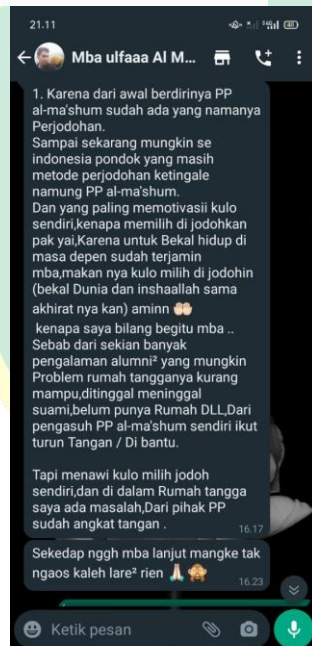 21.11
Mba ulfaaa Al M...
1. Karena dari awal berdirinya PP
al-ma'shum sudah ada yang namanya
Perjodohan.
Sampai sekarang mungkin se
indonesia pondok yang masih
metode perjodohan ketingale
namung PP al-ma'shum.
Dan yang paling memotivasii kulo
sendiri,kenapa memilih di jodohkan
pak yai,Karena untuk Bekal hidup di
masa depen sudah terjamin
mba,makan nya kulo milih di jodohin
(bekal Dunia dan inshaallah sama
akhirat nya kan) aminn 🤲🏻
kenapa saya bilang begitu mba ..
Sebab dari sekian banyak
pengalaman alumni² yang mungkin
Problem rumah tangganya kurang
mampu,ditinggal meninggal
suami,belum punya Rumah DLL,Dari
pengasuh PP al-ma'shum sendiri ikut
turun Tangan / Di bantu.
Tapi menawi kulo milih jodoh
sendiri,dan di dalam Rumah tangga
saya ada masalah,Dari pihak PP
sudah angkat tangan .
16.17
Sekedap nggh mba lanjut mangke tak
ngaos kaleh lare² rien 🙏🏻🙈
16.23
Ketik pesan